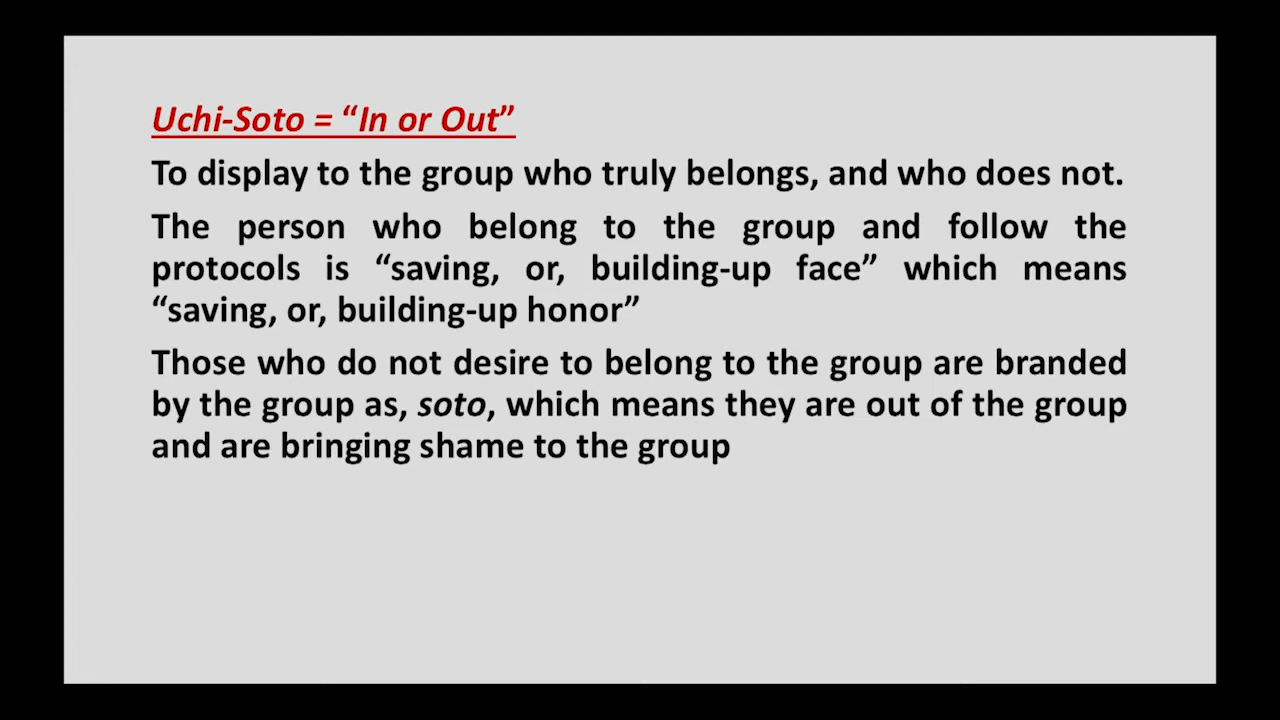 Uchi-Soto = “In or Out”
To display to the group who truly belongs, and who does not.
The person who belong to the group and follow the
protocols is “saving, or, building-up face” which means
“saving, or, building-up honor”
Those who do not desire to belong to the group are branded
by the group as, soto, which means they are out of the group
and are bringing shame to the group